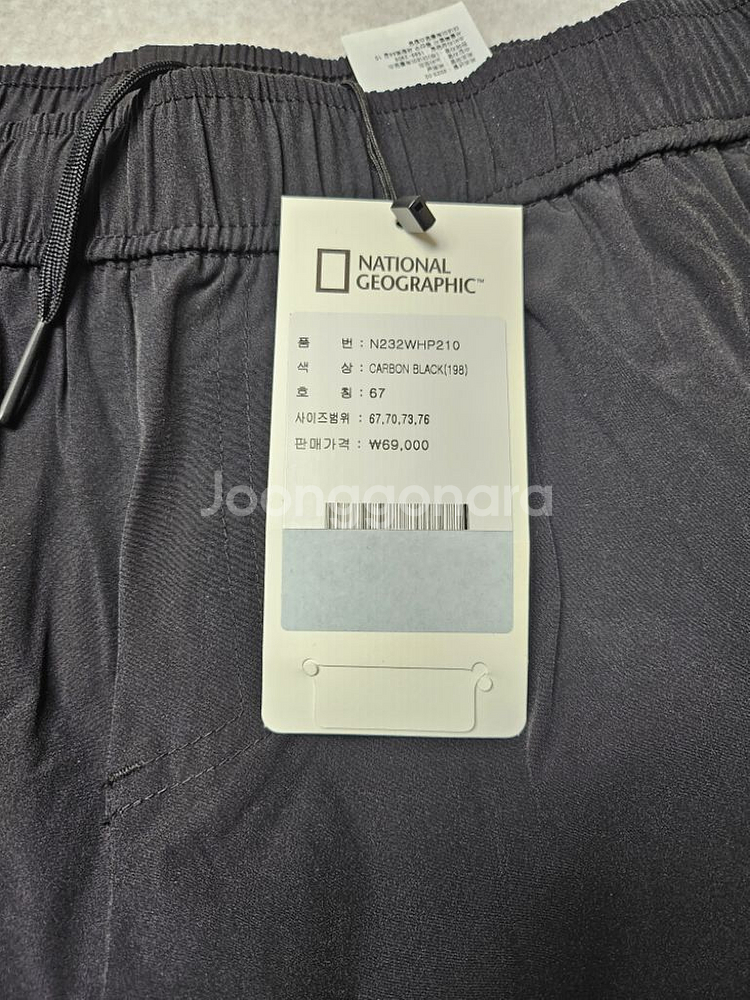 NATIONAL
GEOGRAPHIC™
품 번 : N232WHP210
색 상 : CARBON BLACK(198)
호 칭 : 67
사이즈범위 : 67,70,73,76
판매가격 : ₩69,000
Joonggonara